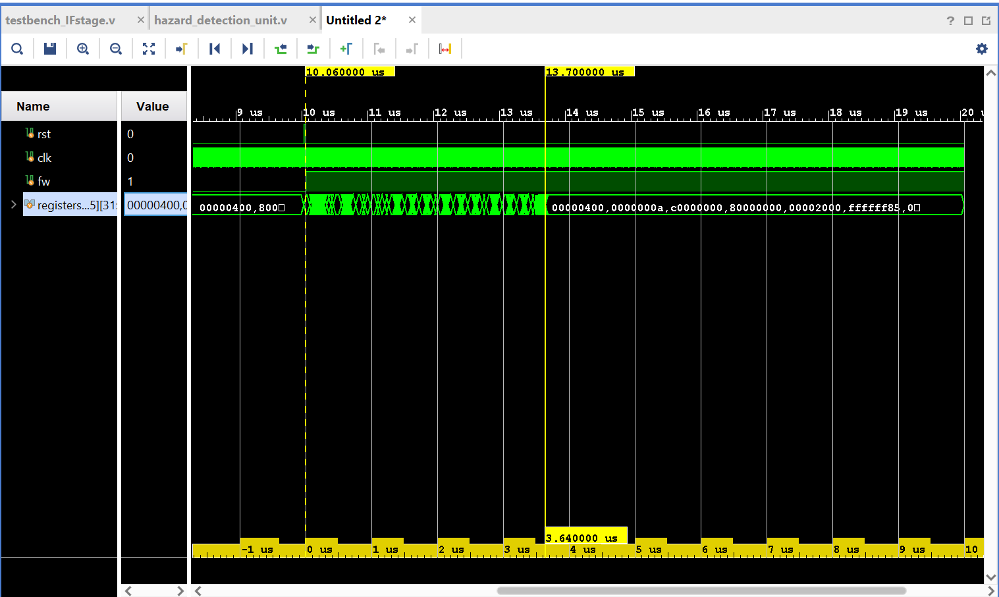 testbench_IFstage.v × hazard_detection_unit.v × Untitled 2* ×
?
10.060000 us 13.700000 us
Name Value
9 us 10 us 11 us 12 us 13 us 14 us 15 us 16 us 17 us 18 us 19 us 20 u
rst 0
clk 0
fw 1
registers...5][31: 00000400,0
00000400,800□ 00000400,0000000a,c0000000,80000000,00002000,ffffff85,0□
3.640000 us
-1 us 0 us 1 us 2 us 3 us 4 us 5 us 6 us 7 us 8 us 9 us 10